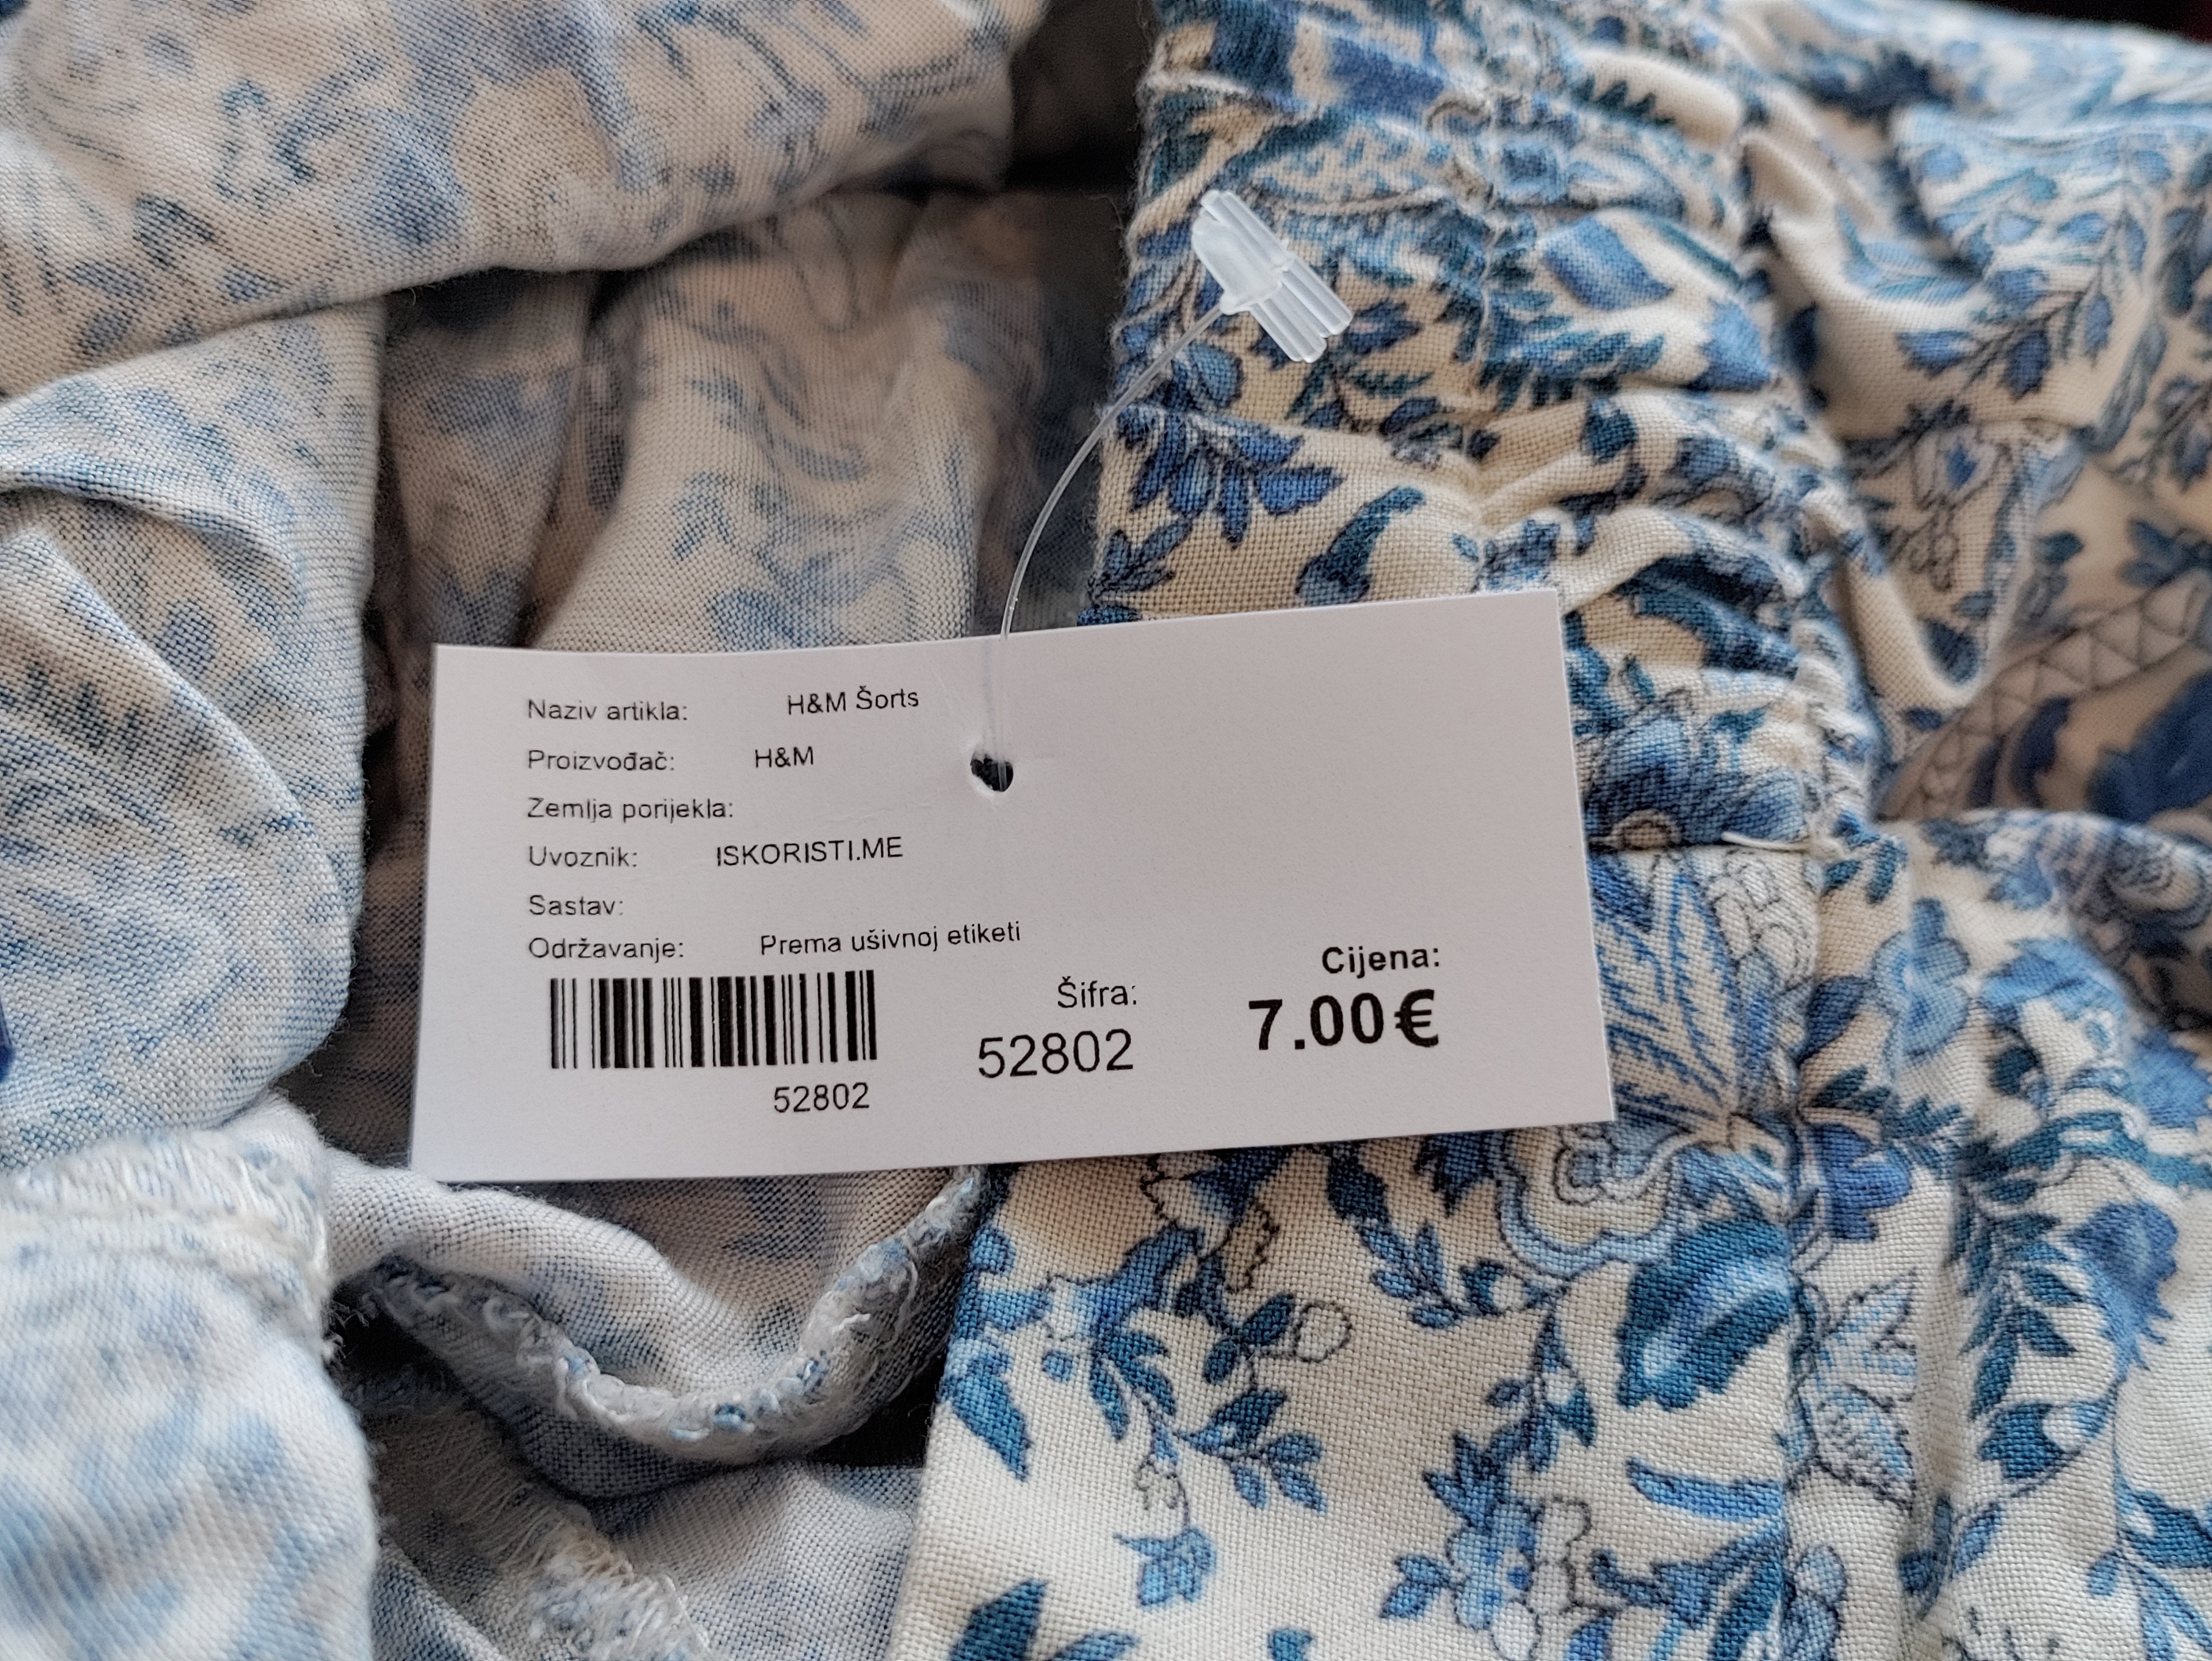 Naziv artikla: H&M Šorts
Proizvođač: H&M
Zemlja porijekla:
Uvoznik: ISKORISTI.ME
Sastav:
Održavanje: Prema ušivnoj etiketi
52802
Šifra:
52802
Cijena:
7.00€